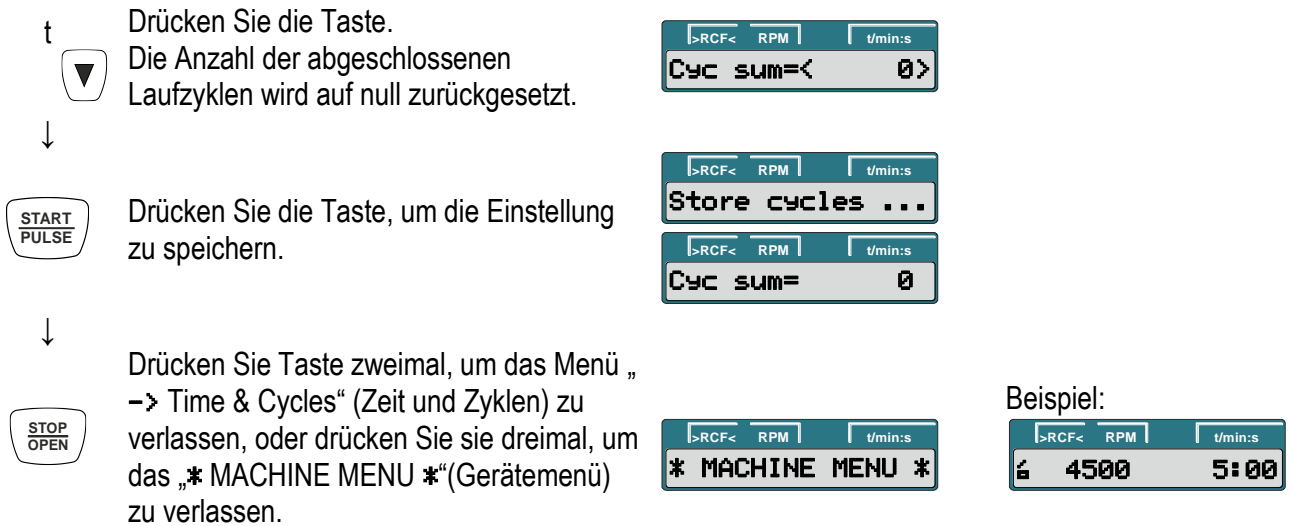 t
▼
Drücken Sie die Taste.
Die Anzahl der abgeschlossenen
Laufzyklen wird auf null zurückgesetzt.
>RCF< RPM t/min:s
Cyc sum=< 0>
↓
START
PULSE
Drücken Sie die Taste, um die Einstellung
zu speichern.
>RCF< RPM t/min:s
Store cycles ...
>RCF< RPM t/min:s
Cyc sum= 0
↓
STOP
OPEN
Drücken Sie Taste zweimal, um das Menü „
-> Time & Cycles“ (Zeit und Zyklen) zu
verlassen, oder drücken Sie sie dreimal, um
das „* MACHINE MENU *“(Gerätemenü)
zu verlassen.
>RCF< RPM t/min:s
* MACHINE MENU *
Beispiel:
>RCF< RPM t/min:s
ó 4500 5:00